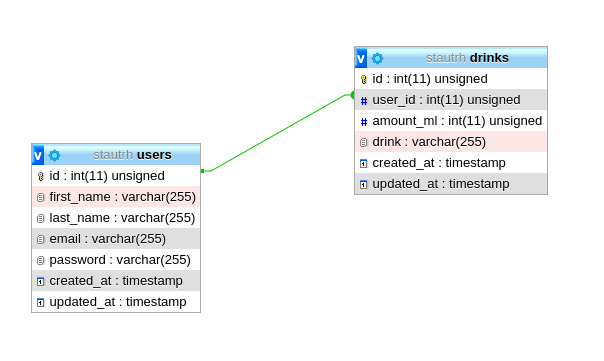 v stautrh drinks
id : int(11) unsigned
# user_id : int(11) unsigned
# amount_ml : int(11) unsigned
drink : varchar(255)
created_at : timestamp
updated_at : timestamp
v stautrh users
id : int(11) unsigned
first_name : varchar(255)
last_name : varchar(255)
email : varchar(255)
password : varchar(255)
created_at : timestamp
updated_at : timestamp